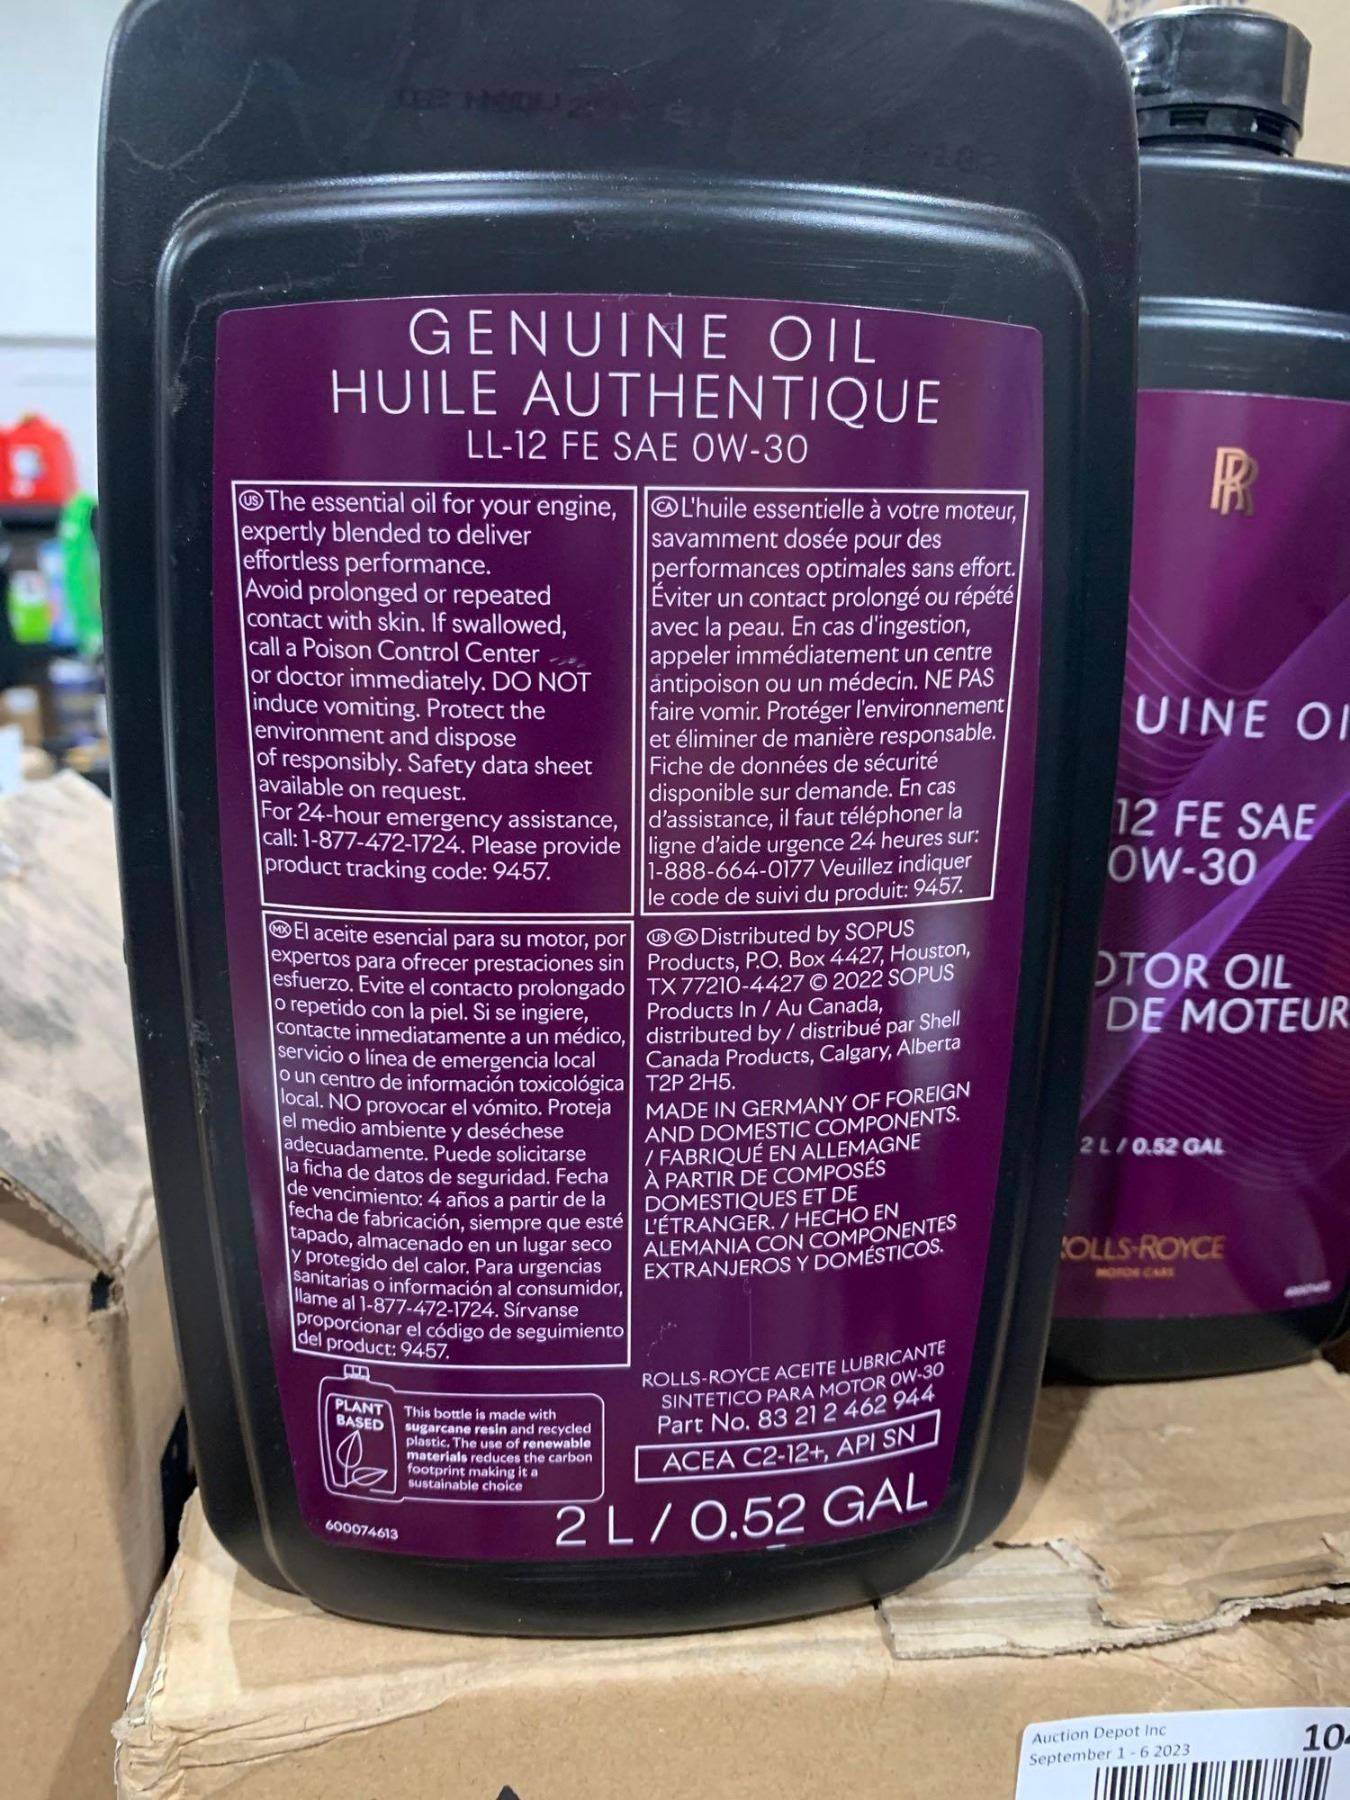 GENUINE OIL
HUILE AUTHENTIQUE
LL-12 FE SAE 0W-30
US The essential oil for your engine,
expertly blended to deliver
effortless performance.
Avoid prolonged or repeated
contact with skin. If swallowed,
call a Poison Control Center
or doctor immediately. DO NOT
induce vomiting. Protect the
environment and dispose
of responsibly. Safety data sheet
available on request.
For 24-hour emergency assistance,
call: 1-877-472-1724. Please provide
product tracking code: 9457.
CA L'huile essentielle à votre moteur,
savamment dosée pour des
performances optimales sans effort.
Éviter un contact prolongé ou répété
avec la peau. En cas d'ingestion,
appeler immédiatement un centre
antipoison ou un médecin. NE PAS
faire vomir. Protéger l'environnement
et éliminer de manière responsable.
Fiche de données de sécurité
disponible sur demande. En cas
d'assistance, il faut téléphoner la
ligne d'aide urgence 24 heures sur:
1-888-664-0177 Veuillez indiquer
le code de suivi du produit: 9457.
MX El aceite esencial para su motor, por
expertos para ofrecer prestaciones sin
esfuerzo. Evite el contacto prolongado
o repetido con la piel. Si se ingiere,
contacte inmediatamente a un médico,
servicio o línea de emergencia local
o un centro de información toxicológica
local. NO provocar el vómito. Proteja
el medio ambiente y deséchese
adecuadamente. Puede solicitarse
la ficha de datos de seguridad. Fecha
de vencimiento: 4 años a partir de la
fecha de fabricación, siempre que esté
tapado, almacenado en un lugar seco
y protegido del calor. Para urgencias
sanitarias o información al consumidor,
llame al 1-877-472-1724. Sírvanse
proporcionar el código de seguimiento
del product: 9457.
US CA Distributed by SOPUS
Products, P.O. Box 4427, Houston,
TX 77210-4427 © 2022 SOPUS
Products In / Au Canada,
distributed by / distribué par Shell
Canada Products, Calgary, Alberta
T2P 2H5.
MADE IN GERMANY OF FOREIGN
AND DOMESTIC COMPONENTS.
/ FABRIQUÉ EN ALLEMAGNE
À PARTIR DE COMPOSÉS
DOMESTIQUES ET DE
L'ÉTRANGER. / HECHO EN
ALEMANIA CON COMPONENTES
EXTRANJEROS Y DOMÉSTICOS.
PLANT
BASED
This bottle is made with
sugarcane resin and recycled
plastic. The use of renewable
materials reduces the carbon
footprint making it a
sustainable choice
ROLLS-ROYCE ACEITE LUBRICANTE
SINTETICO PARA MOTOR 0W-30
Part No. 83 21 2 462 944
ACEA C2-12+, API SN
600074613
2 L / 0.52 GAL
RR
UINE OI
12 FE SAE
0W-30
OTOR OIL
DE MOTEUR
2 L / 0.52 GAL
ROLLS-ROYCE
MOTOR CARS
Auction Depot Inc
September 1 - 6 2023
104